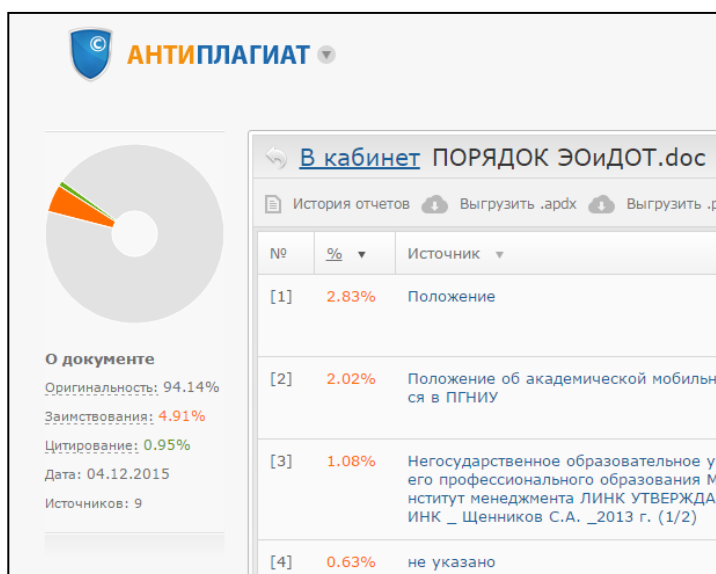 ©
АНТИПЛАГИАТ
В кабинет ПОРЯДОК ЭОиДОТ.doc
История отчетов Выгрузить .apdx Выгрузить .p
№ % Источник
[1] 2.83% Положение
[2] 2.02% Положение об академической мобильн
ся в ПГНИУ
[3] 1.08% Негосударственное образовательное у
его профессионального образования М
нститут менеджмента ЛИНК УТВЕРЖДА
ИНК _ Щенников С.А. _2013 г. (1/2)
[4] 0.63% не указано
О документе
Оригинальность: 94.14%
Заимствования: 4.91%
Цитирование: 0.95%
Дата: 04.12.2015
Источников: 9